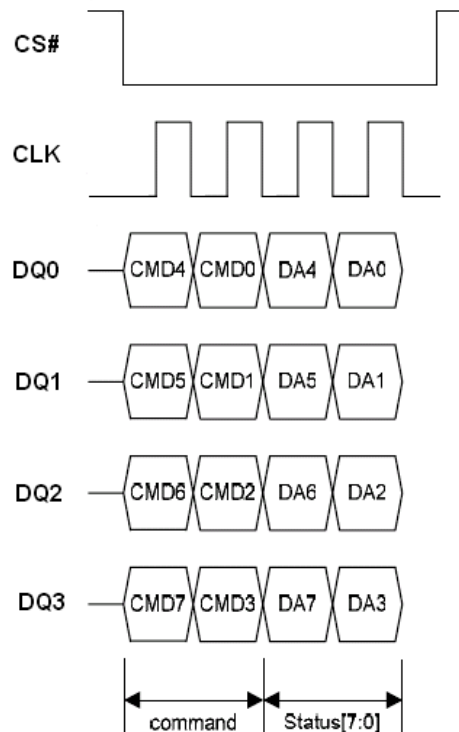 CS#
CLK
DQ0 CMD4 CMD0 DA4 DA0
DQ1 CMD5 CMD1 DA5 DA1
DQ2 CMD6 CMD2 DA6 DA2
DQ3 CMD7 CMD3 DA7 DA3
command Status[7:0]